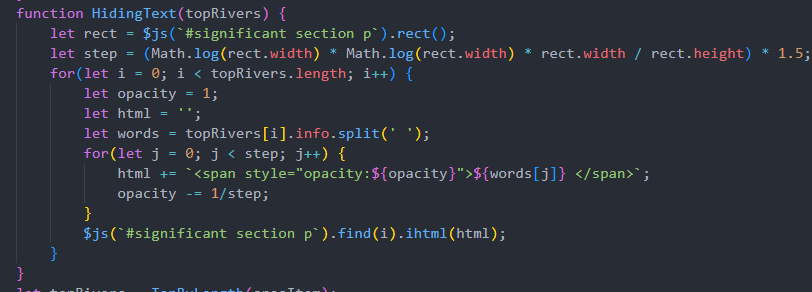 function HidingText(topRivers) {
let rect = $js(`#significant section p`).rect();
let step = (Math.log(rect.width) * Math.log(rect.width) * rect.width / rect.height) * 1.5;
for(let i = 0; i < topRivers.length; i++) {
let opacity = 1;
let html = '';
let words = topRivers[i].info.split(' ');
for(let j = 0; j < step; j++) {
html += `<span style="opacity:${opacity}">${words[j]} </span>`;
opacity -= 1/step;
}
$js(`#significant section p`).find(i).ihtml(html);
}
}